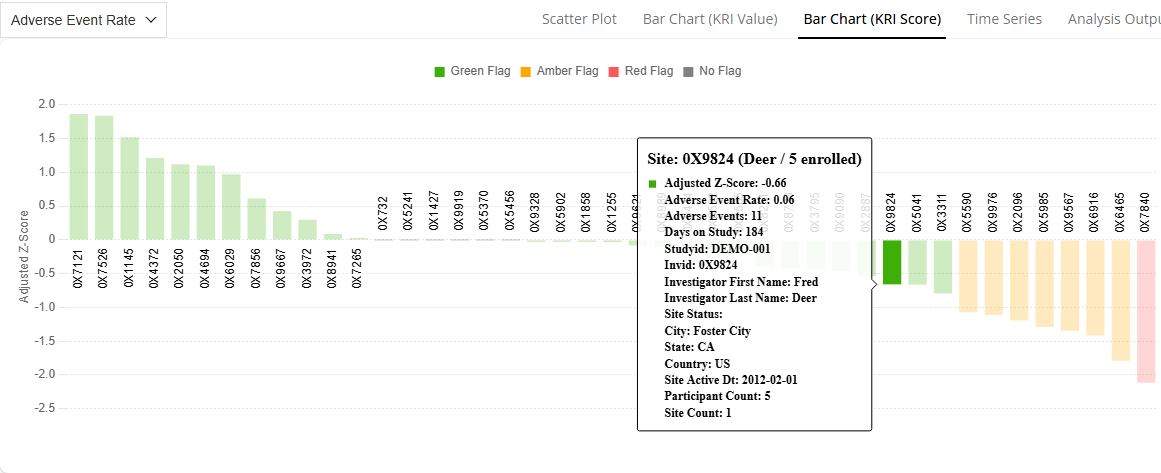 Adverse Event Rate
Scatter Plot Bar Chart (KRI Value) Bar Chart (KRI Score) Time Series Analysis Outpu
Green Flag Amber Flag Red Flag No Flag
Adjusted Z-Score
2.0
1.5
1.0
0.5
0
-0.5
-1.0
-1.5
-2.0
-2.5
0X7121
0X7526
0X1145
0X4372
0X2050
0X4694
0X6029
0X7856
0X9667
0X3972
0X8941
0X7265
0X732
0X5241
0X1427
0X9919
0X5370
0X5456
0X9328
0X5902
0X1858
0X1255
0X9621
0X3795
0X9090
0X2887
0X9824
0X5041
0X3311
0X5590
0X9976
0X2096
0X5985
0X9567
0X6916
0X6465
0X7840
Site: 0X9824 (Deer / 5 enrolled)
Adjusted Z-Score: -0.66
Adverse Event Rate: 0.06
Adverse Events: 11
Days on Study: 184
Studyid: DEMO-001
Invid: 0X9824
Investigator First Name: Fred
Investigator Last Name: Deer
Site Status:
City: Foster City
State: CA
Country: US
Site Active Dt: 2012-02-01
Participant Count: 5
Site Count: 1